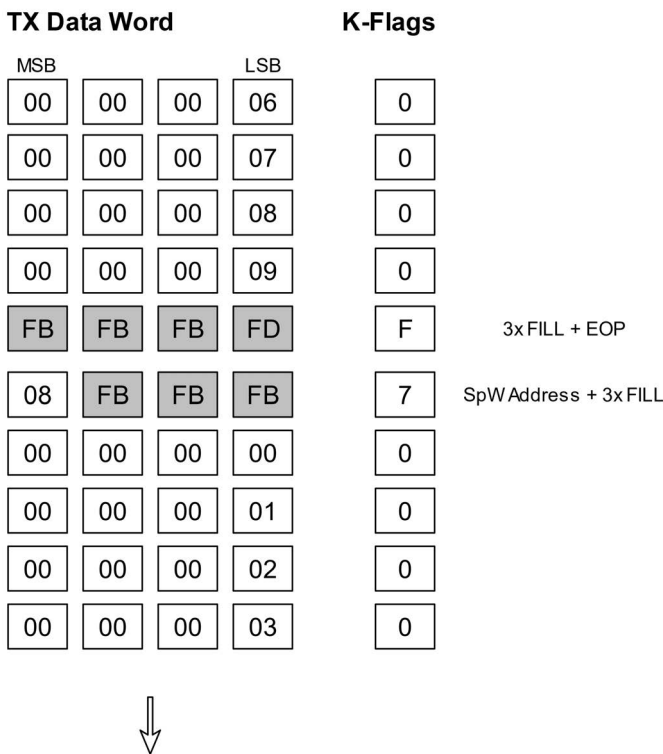 TX Data Word K-Flags
MSB LSB
00 00 00 06 0
00 00 00 07 0
00 00 00 08 0
00 00 00 09 0
FB FB FB FD F 3x FILL + EOP
08 FB FB FB 7 SpW Address + 3x FILL
00 00 00 00 0
00 00 00 01 0
00 00 00 02 0
00 00 00 03 0